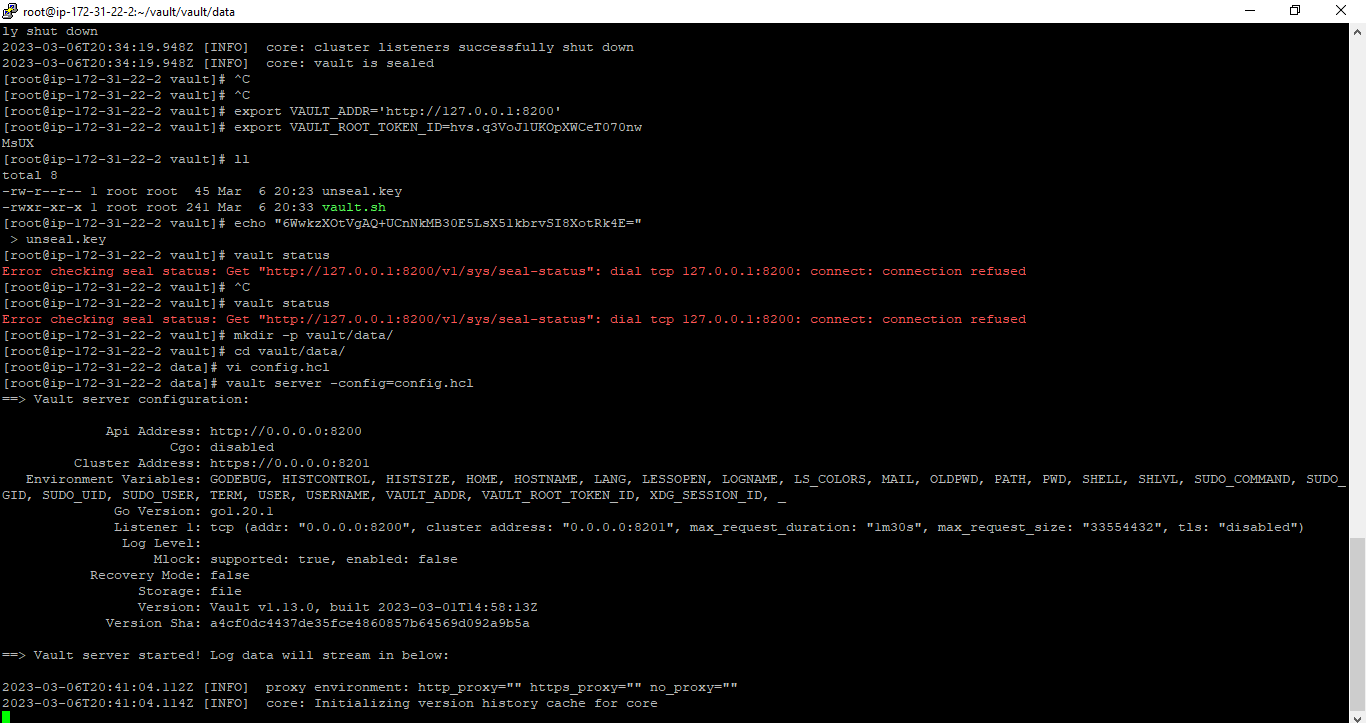 root@ip-172-31-22-2:~/vault/vault/data
ly shut down
2023-03-06T20:34:19.948Z [INFO]  core: cluster listeners successfully shut down
2023-03-06T20:34:19.948Z [INFO]  core: vault is sealed
[root@ip-172-31-22-2 vault]# ^C
[root@ip-172-31-22-2 vault]# ^C
[root@ip-172-31-22-2 vault]# export VAULT_ADDR='http://127.0.0.1:8200'
[root@ip-172-31-22-2 vault]# export VAULT_ROOT_TOKEN_ID=hvs.q3VoJ1UKOpXWCeT070nw
MsUX
[root@ip-172-31-22-2 vault]# ll
total 8
-rw-r--r-- 1 root root  45 Mar  6 20:23 unseal.key
-rwxr-xr-x 1 root root 241 Mar  6 20:33 vault.sh
[root@ip-172-31-22-2 vault]# echo "6WwkzXOtVgAQ+UCnNkMB30E5LsX51kbrvSI8XotRk4E="
 > unseal.key
[root@ip-172-31-22-2 vault]# vault status
Error checking seal status: Get "http://127.0.0.1:8200/v1/sys/seal-status": dial tcp 127.0.0.1:8200: connect: connection refused
[root@ip-172-31-22-2 vault]# ^C
[root@ip-172-31-22-2 vault]# vault status
Error checking seal status: Get "http://127.0.0.1:8200/v1/sys/seal-status": dial tcp 127.0.0.1:8200: connect: connection refused
[root@ip-172-31-22-2 vault]# mkdir -p vault/data/
[root@ip-172-31-22-2 vault]# cd vault/data/
[root@ip-172-31-22-2 data]# vi config.hcl
[root@ip-172-31-22-2 data]# vault server -config=config.hcl
==> Vault server configuration:
Api Address: http://0.0.0.0:8200
Cgo: disabled
Cluster Address: https://0.0.0.0:8201
Environment Variables: GODEBUG, HISTCONTROL, HISTSIZE, HOME, HOSTNAME, LANG, LESSOPEN, LOGNAME, LS_COLORS, MAIL, OLDPWD, PATH, PWD, SHELL, SHLVL, SUDO_COMMAND, SUDO_
GID, SUDO_UID, SUDO_USER, TERM, USER, USERNAME, VAULT_ADDR, VAULT_ROOT_TOKEN_ID, XDG_SESSION_ID, _
Go Version: go1.20.1
Listener 1: tcp (addr: "0.0.0.0:8200", cluster address: "0.0.0.0:8201", max_request_duration: "1m30s", max_request_size: "33554432", tls: "disabled")
Log Level:
Mlock: supported: true, enabled: false
Recovery Mode: false
Storage: file
Version: Vault v1.13.0, built 2023-03-01T14:58:13Z
Version Sha: a4cf0dc4437de35fce4860857b64569d092a9b5a
==> Vault server started! Log data will stream in below:
2023-03-06T20:41:04.112Z [INFO]  proxy environment: http_proxy="" https_proxy="" no_proxy=""
2023-03-06T20:41:04.114Z [INFO]  core: Initializing version history cache for core